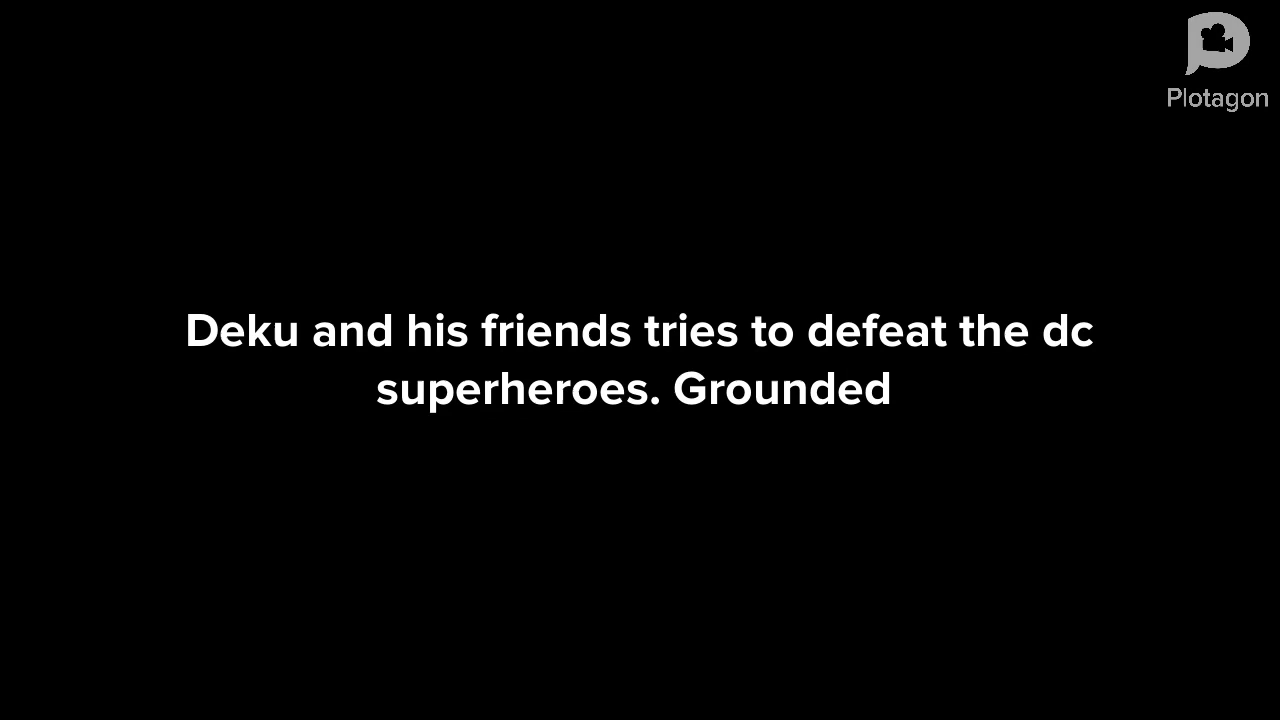 Plotagon
Deku and his friends tries to defeat the dc
superheroes. Grounded